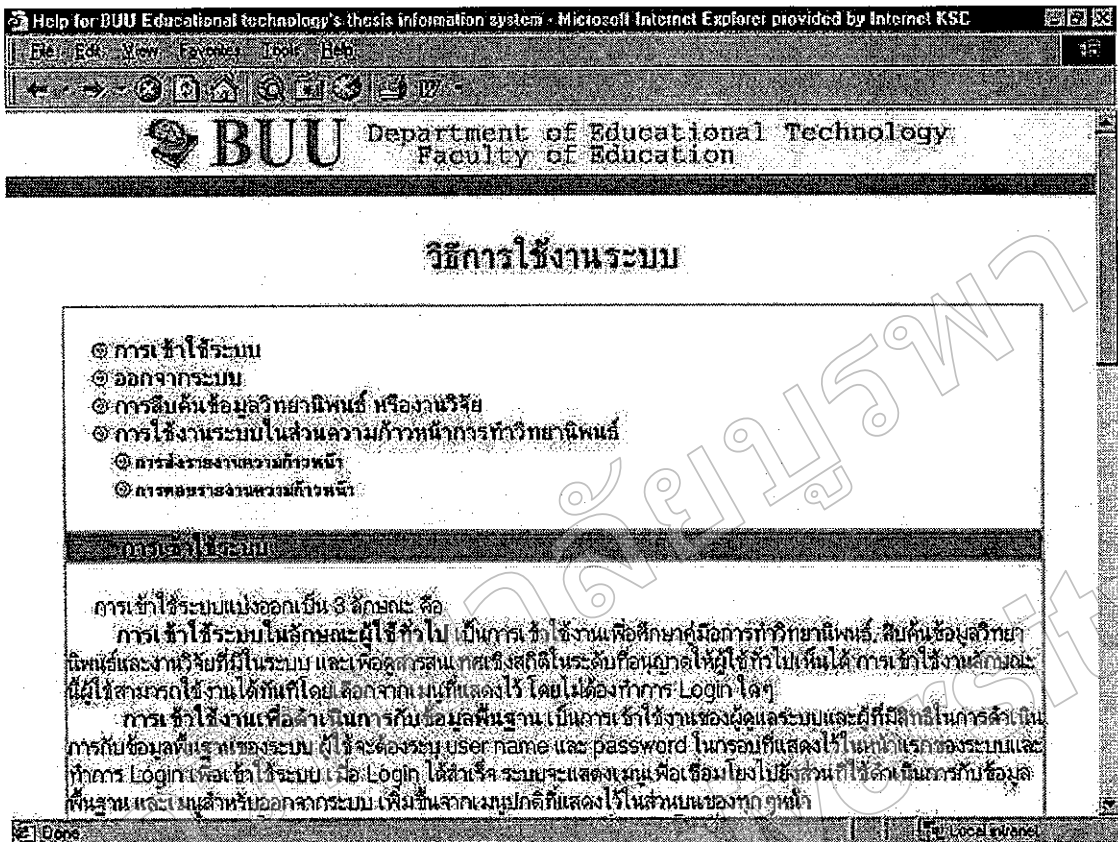 Help for BUU Educational technology's thesis information system - Microsoft Internet Explorer provided by Internet KSC
File Edit View Favorites Tools Help
BUU Department of Educational Technology
Faculty of Education
วิธีการใช้งานระบบ
การเข้าใช้ระบบ
ออกจากระบบ
การสืบค้นข้อมูลวิทยานิพนธ์ หรืองานวิจัย
การใช้งานระบบในส่วนความก้าวหน้าการทำวิทยานิพนธ์
การส่งรายงานความก้าวหน้า
การตอบรายงานความก้าวหน้า
การเข้าใช้ระบบ
การเข้าใช้ระบบแบ่งออกเป็น 3 ลักษณะ คือ
การเข้าใช้ระบบในลักษณะผู้ใช้ทั่วไป เป็นการเข้าใช้งานเพื่อศึกษาคู่มือการทำวิทยานิพนธ์, สืบค้นข้อมูลวิทยา
นิพนธ์และงานวิจัยที่มีในระบบ และเพื่อดูสารสนเทศเชิงสถิติในระดับที่อนุญาตให้ผู้ใช้ทั่วไปเห็นได้ การเข้าใช้งานลักษณะ
นี้ผู้ใช้สามารถใช้งานได้ทันทีโดยเลือกจากเมนูที่แสดงไว้ โดยไม่ต้องทำการ Login ใดๆ
การเข้าใช้งานเพื่อดำเนินการกับข้อมูลพื้นฐาน เป็นการเข้าใช้งานของผู้ดูแลระบบและผู้ที่มีสิทธิในการดำเนิน
การกับข้อมูลพื้นฐานของระบบ ผู้ใช้จะต้องระบุ user name และ password ในกรอบที่แสดงไว้ในหน้าแรกของระบบและ
ทำการ Login เพื่อเข้าใช้ระบบ เมื่อ Login ได้สำเร็จ ระบบจะแสดงเมนูเพื่อเชื่อมโยงไปยังส่วนที่ใช้ดำเนินการกับข้อมูล
พื้นฐาน และเมนูสำหรับออกจากระบบ เพิ่มขึ้นจากเมนูปกติที่แสดงไว้ในส่วนบนของทุกๆหน้า
Done Local intranet